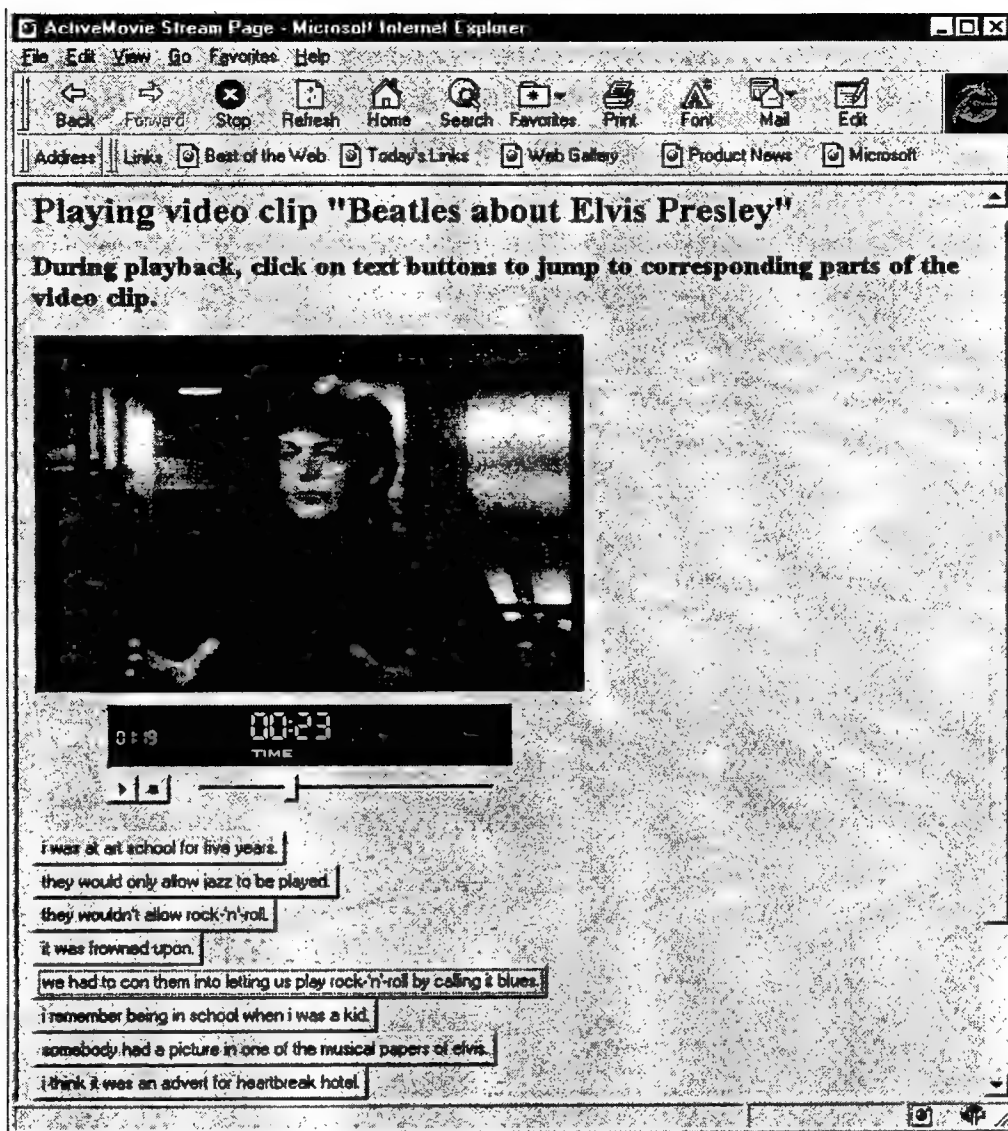 ActiveMovie Stream Page - Microsoft Internet Explorer
File Edit View Go Favorites Help
Back Forward Stop Refresh Home Search Favorites Print Font Mail Edit
Address Links Best of the Web Today's Links Web Gallery Product News Microsoft
Playing video clip "Beatles about Elvis Presley"
During playback, click on text buttons to jump to corresponding parts of the
video clip.
01:19 00:23
TIME
i was at art school for five years.
they would only allow jazz to be played.
they wouldn't allow rock-'n'-roll.
it was frowned upon.
we had to con them into letting us play rock-'n'-roll by calling it blues.
i remember being in school when i was a kid.
somebody had a picture in one of the musical papers of elvis.
i think it was an advert for heartbreak hotel.